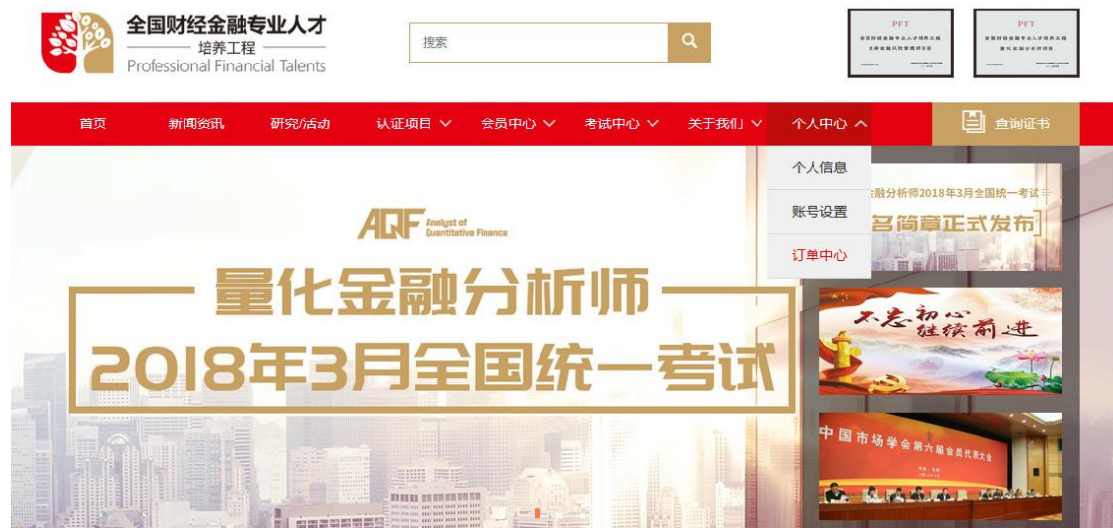 全国财经金融专业人才
培养工程
Professional Financial Talents
搜索
PFT
PFT
首页
新闻资讯
研究/活动
认证项目
会员中心
考试中心
关于我们
个人中心
查询证书
个人信息
账号设置
订单中心
AQF Analyst of
Quantitative Finance
量化金融分析师
2018年3月全国统一考试
金融分析师2018年3月全国统一考试
名简章正式发布
不忘初心
继续前进
中国市场学会第六届会员代表大会